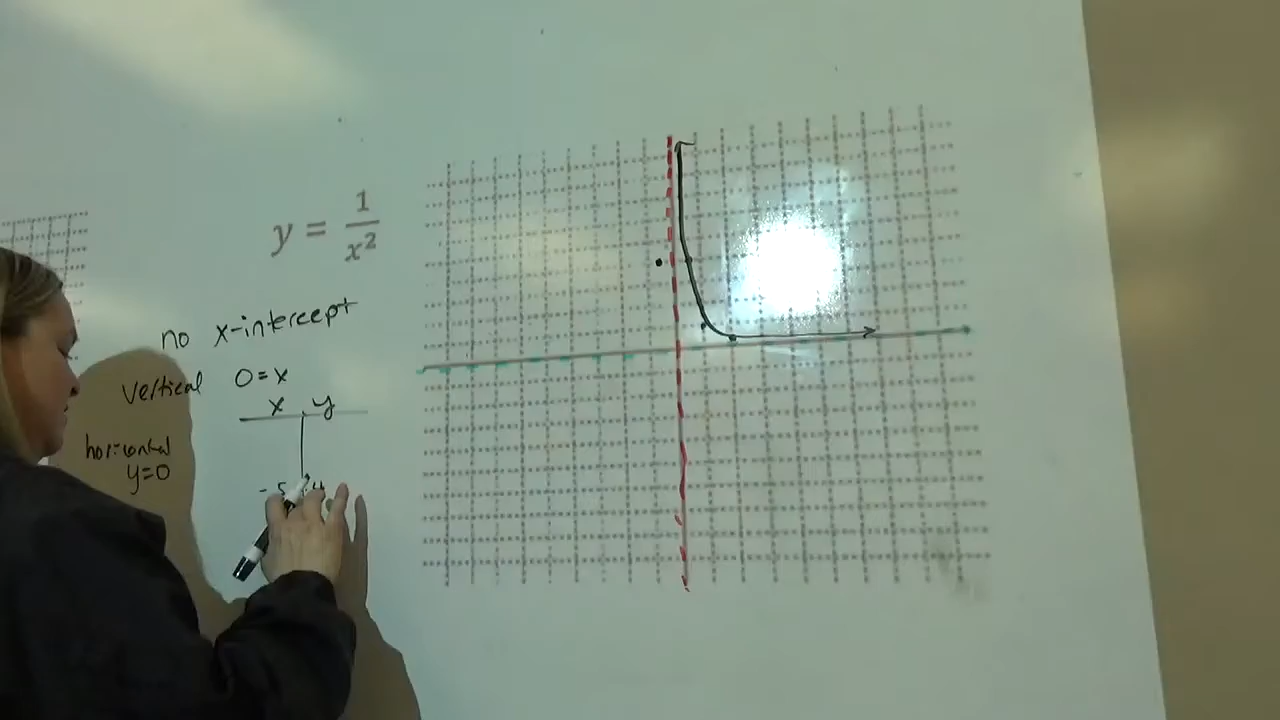 y = 1/x²
no x-intercept
vertical 0=x
x y
horizontal
y=0